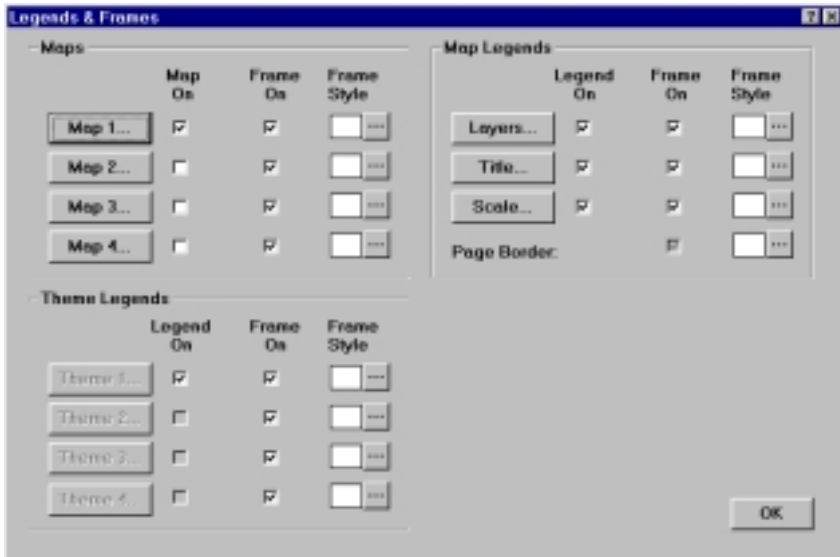 Legends & Frames
Maps
Map On
Frame On
Frame Style
Map 1...
Map 2...
Map 3...
Map 4...
Map Legends
Legend On
Frame On
Frame Style
Layers...
Title...
Scale...
Page Border:
Theme Legends
Legend On
Frame On
Frame Style
Theme 1...
Theme 2...
Theme 3...
Theme 4...
OK